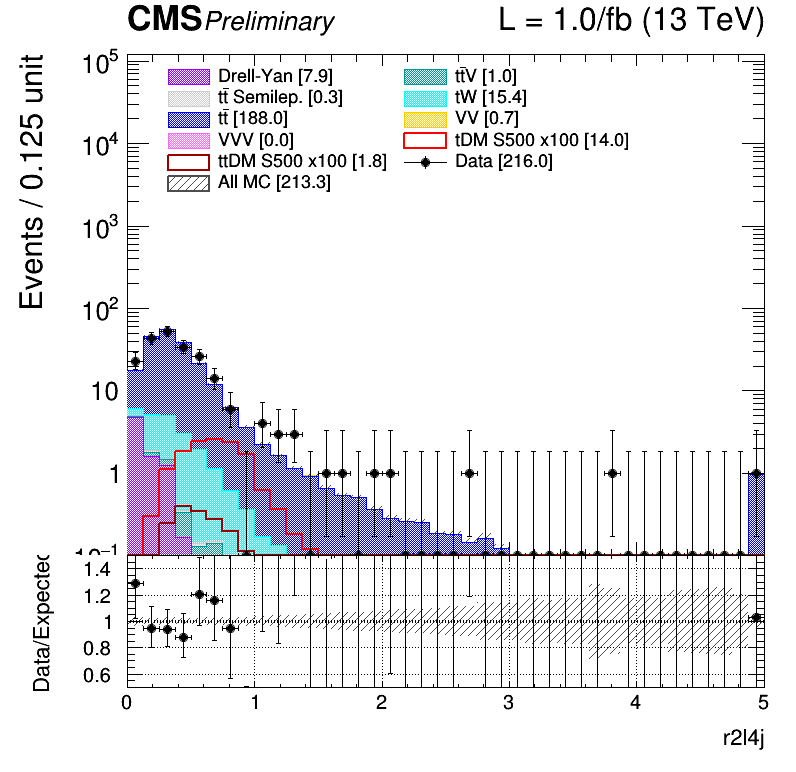 CMS Preliminary L = 1.0/fb (13 TeV)
Events / 0.125 unit
10⁵
10⁴
10³
10²
10
1
10⁻¹
Drell-Yan [7.9]
tt̄ Semilep. [0.3]
tt̄ [188.0]
VVV [0.0]
ttDM S500 x100 [1.8]
All MC [213.3]
tt̄V [1.0]
tW [15.4]
VV [0.7]
tDM S500 x100 [14.0]
Data [216.0]
Data/Expected
1.4
1.2
1
0.8
0.6
0 1 2 3 4 5
r2l4j